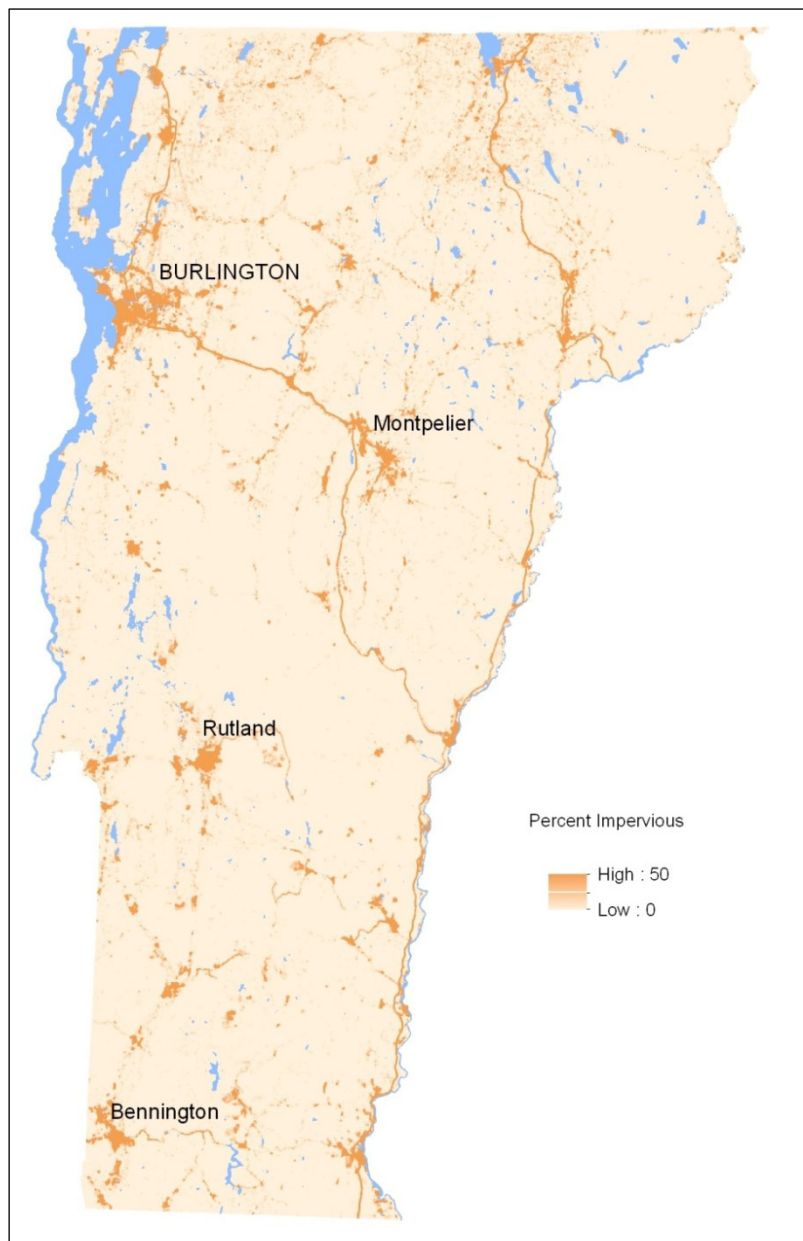 BURLINGTON
Montpelier
Rutland
Percent Impervious
High : 50
Low : 0
Bennington